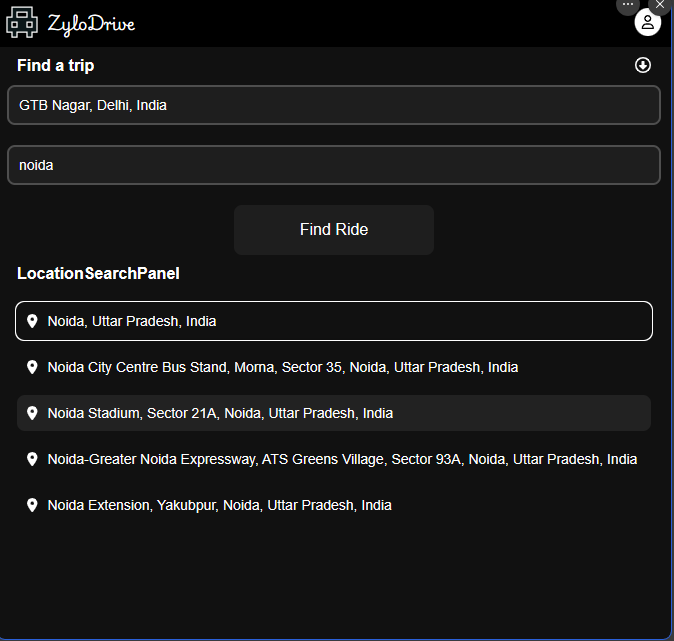 ZyloDrive
Find a trip
GTB Nagar, Delhi, India
noida
Find Ride
LocationSearchPanel
Noida, Uttar Pradesh, India
Noida City Centre Bus Stand, Morna, Sector 35, Noida, Uttar Pradesh, India
Noida Stadium, Sector 21A, Noida, Uttar Pradesh, India
Noida-Greater Noida Expressway, ATS Greens Village, Sector 93A, Noida, Uttar Pradesh, India
Noida Extension, Yakubpur, Noida, Uttar Pradesh, India